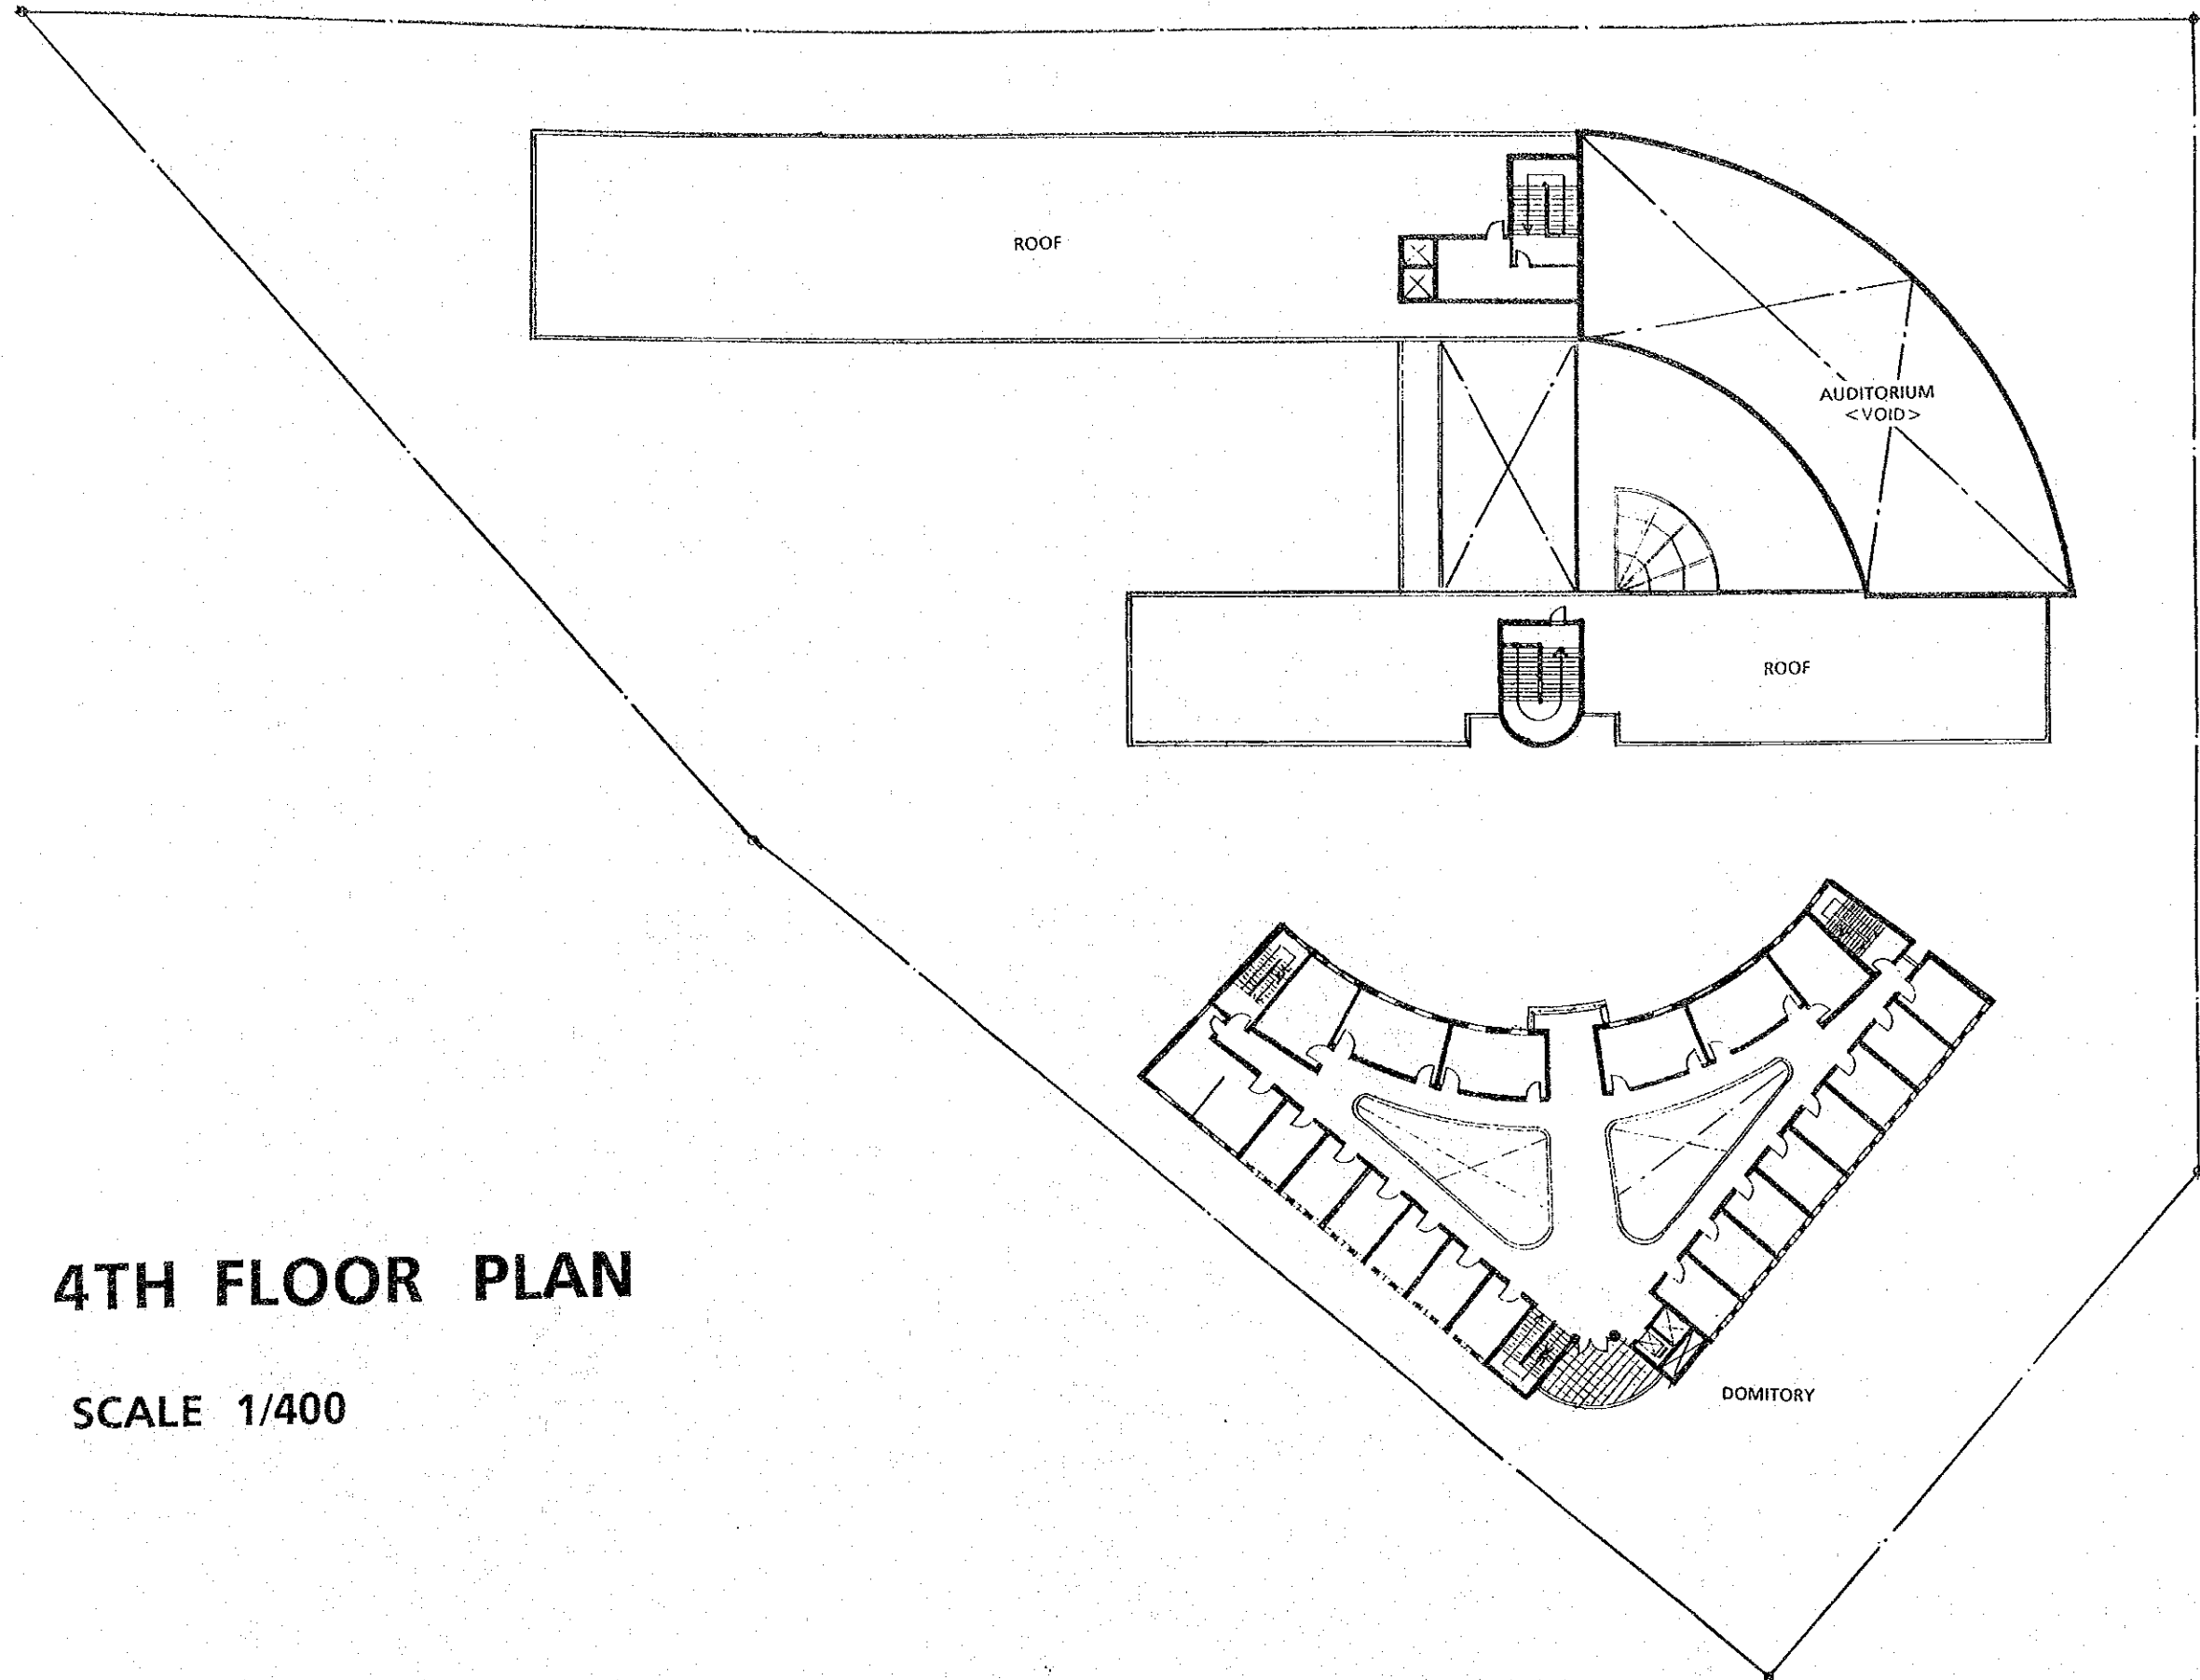 ROOF
AUDITORIUM
<VOID>
ROOF
4TH FLOOR PLAN
SCALE 1/400
DOMITORY